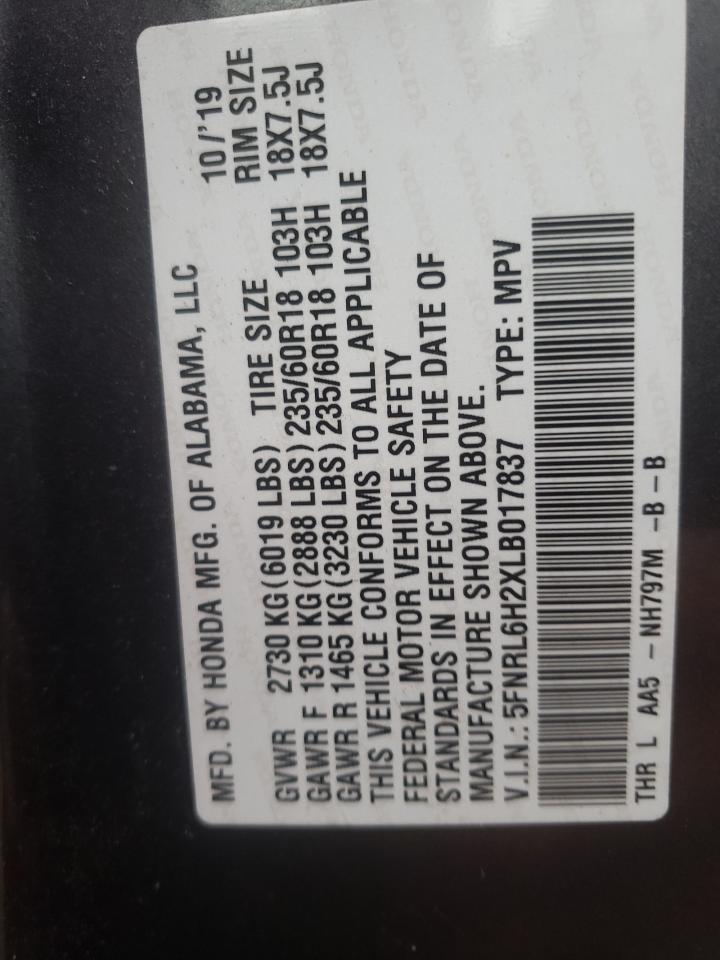 MFD. BY HONDA MFG. OF ALABAMA, LLC 10/'19
GVWR 2730 KG (6019 LBS) TIRE SIZE RIM SIZE
GAWR F 1310 KG (2888 LBS) 235/60R18 103H 18X7.5J
GAWR R 1465 KG (3230 LBS) 235/60R18 103H 18X7.5J
THIS VEHICLE CONFORMS TO ALL APPLICABLE
FEDERAL MOTOR VEHICLE SAFETY
STANDARDS IN EFFECT ON THE DATE OF
MANUFACTURE SHOWN ABOVE.
V.I.N.: 5FNRL6H2XLB017837 TYPE: MPV
THR L AA5 - NH797M -B-B